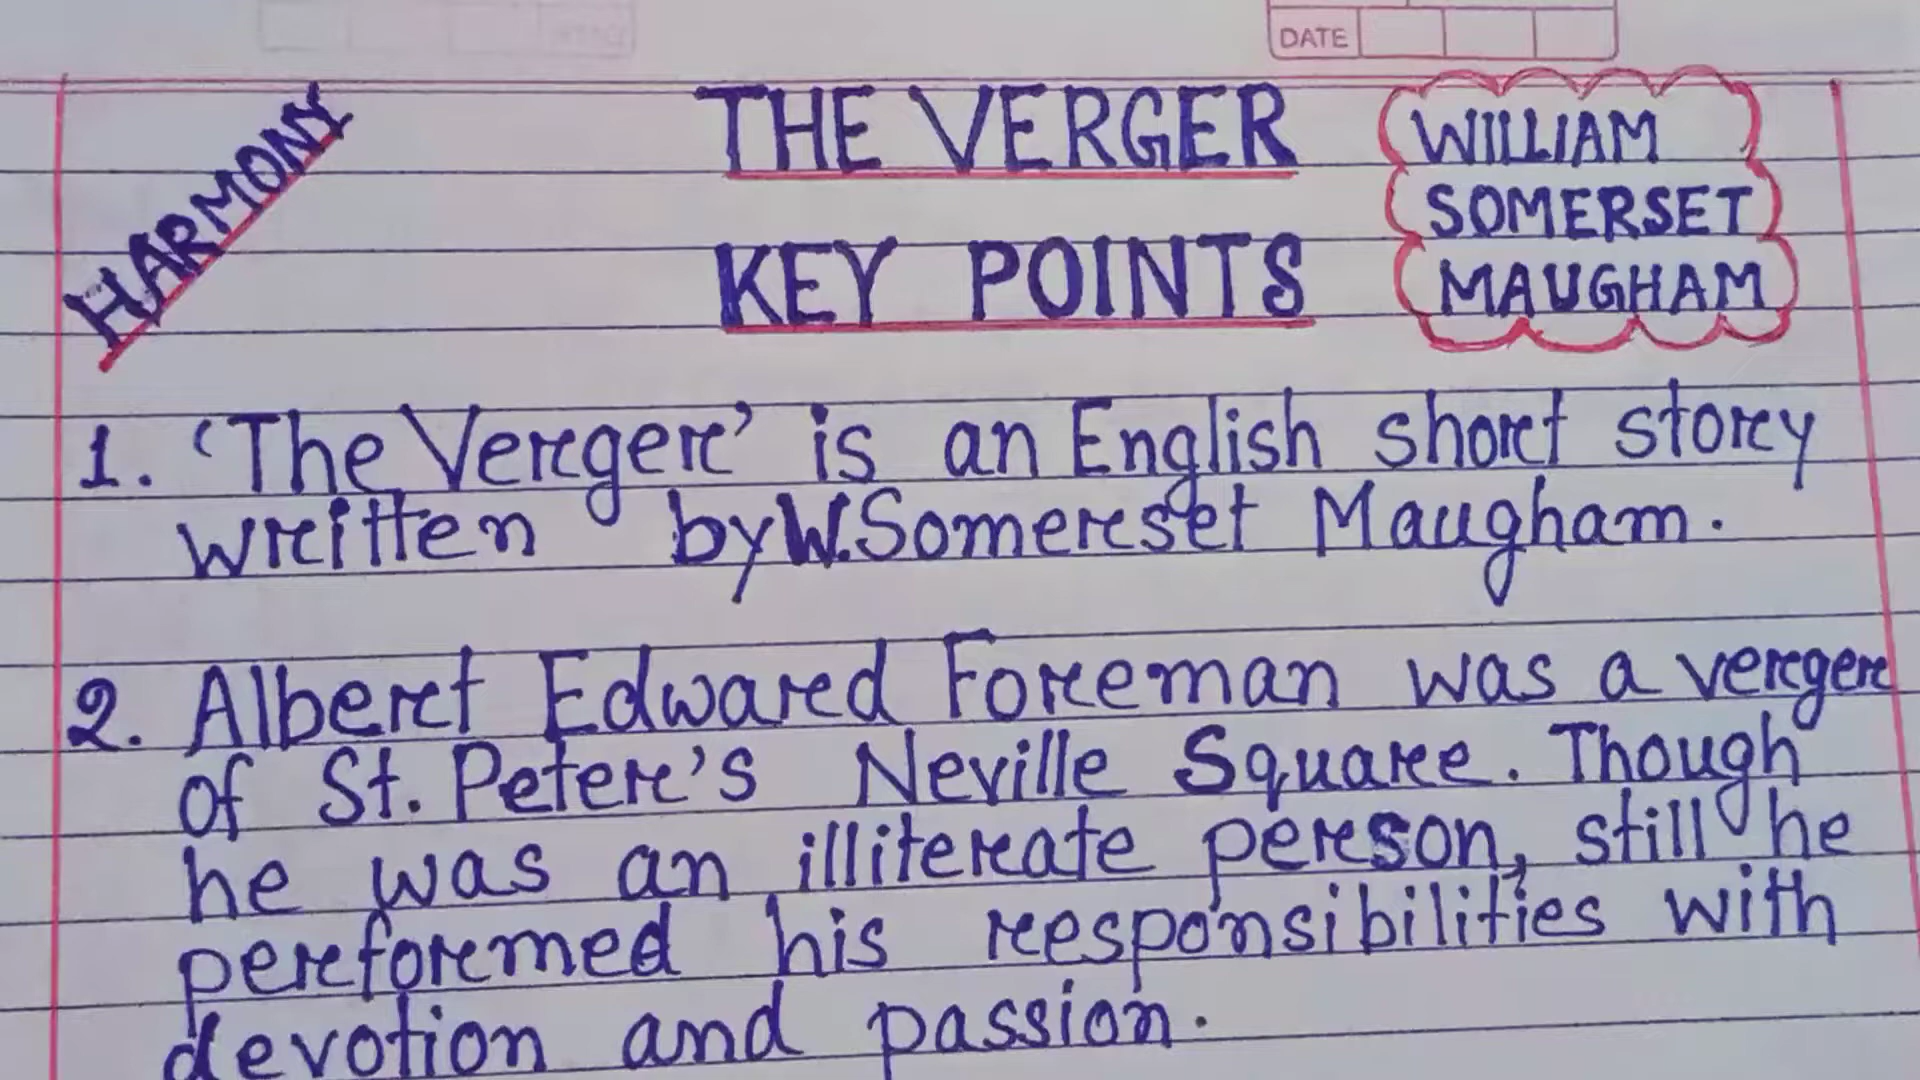 DATE
HARMONY
THE VERGER
KEY POINTS
WILLIAM
SOMERSET
MAUGHAM
1. ‘The Verger’ is an English short story
written by W. Somerset Maugham.
2. Albert Edward Foreman was a verger
of St. Peter's Neville Square. Though
he was an illiterate person, still he
performed his responsibilities with
devotion and passion.